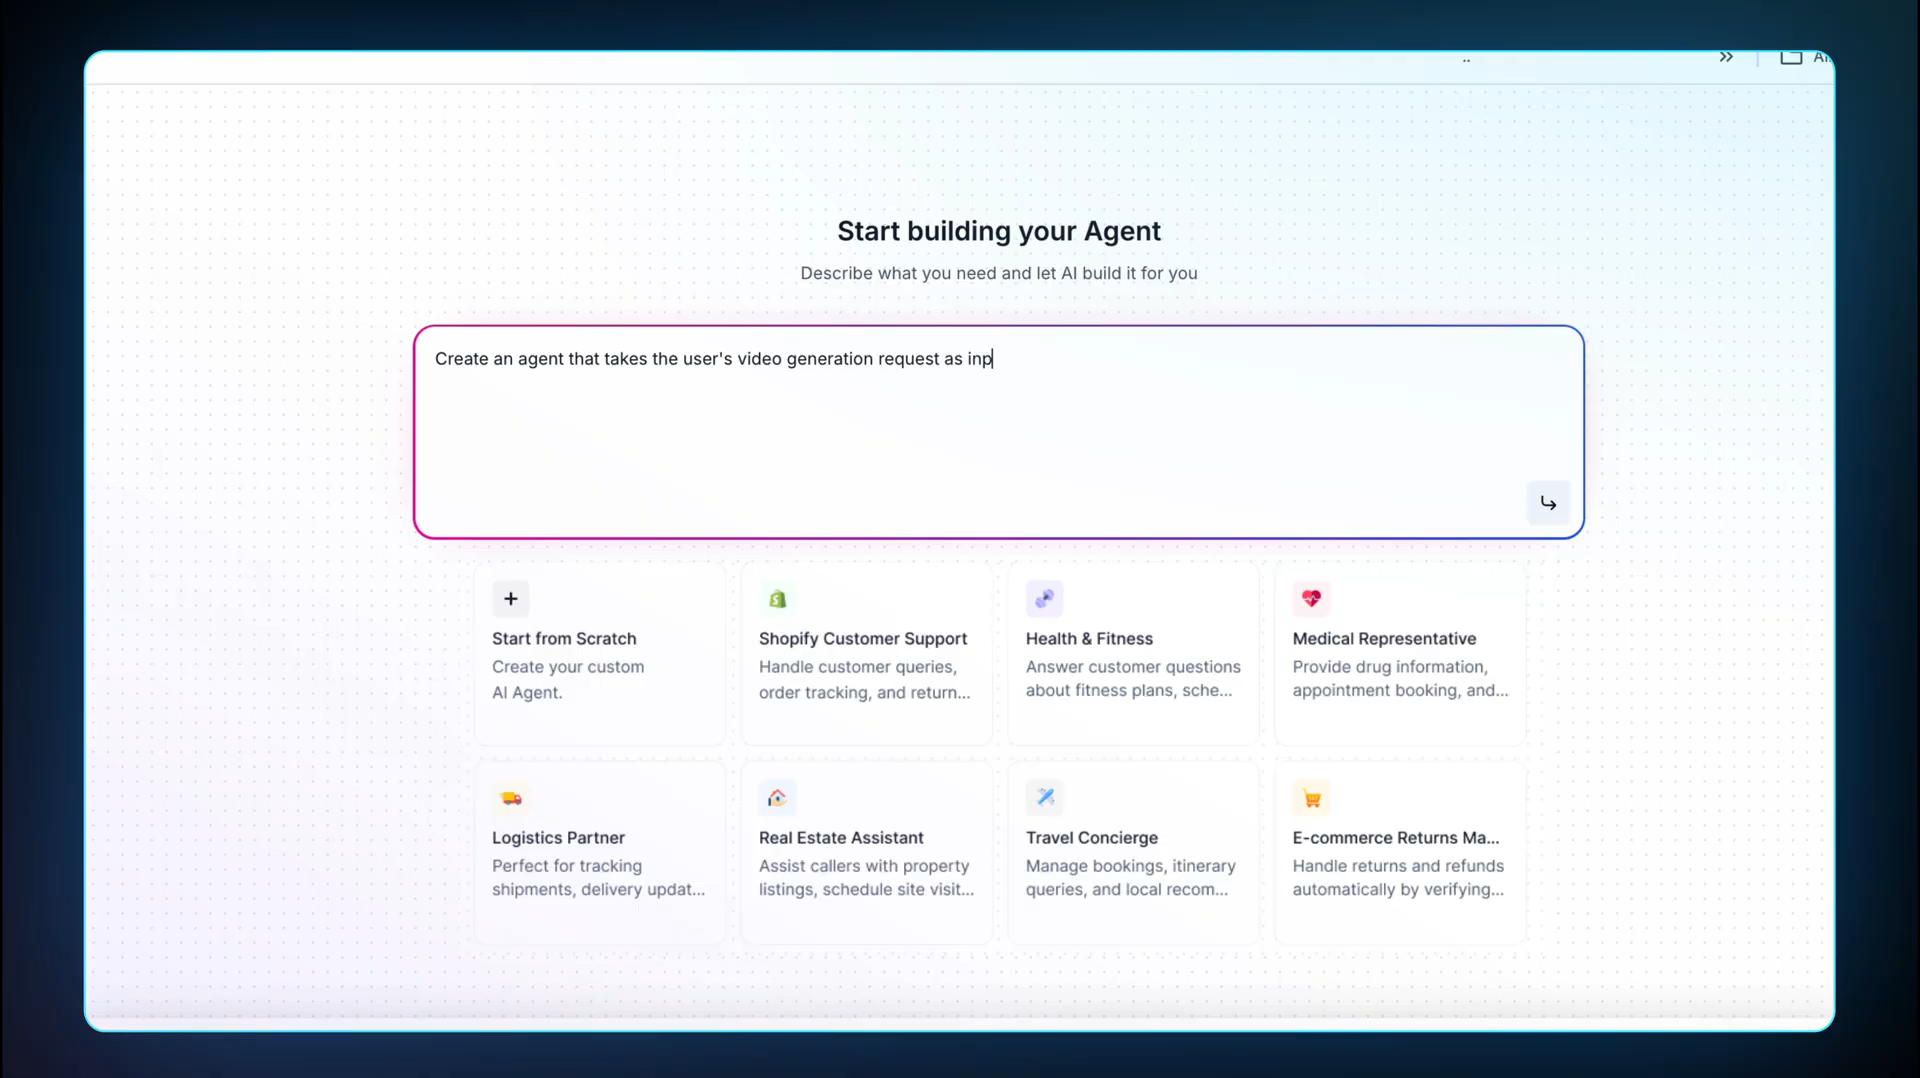 Start building your Agent
Describe what you need and let AI build it for you
Create an agent that takes the user's video generation request as inp
Start from Scratch
Create your custom
AI Agent.
Shopify Customer Support
Handle customer queries,
order tracking, and return...
Health & Fitness
Answer customer questions
about fitness plans, sche...
Medical Representative
Provide drug information,
appointment booking, and...
Logistics Partner
Perfect for tracking
shipments, delivery updat...
Real Estate Assistant
Assist callers with property
listings, schedule site visit...
Travel Concierge
Manage bookings, itinerary
queries, and local recom...
E-commerce Returns Ma...
Handle returns and refunds
automatically by verifying...